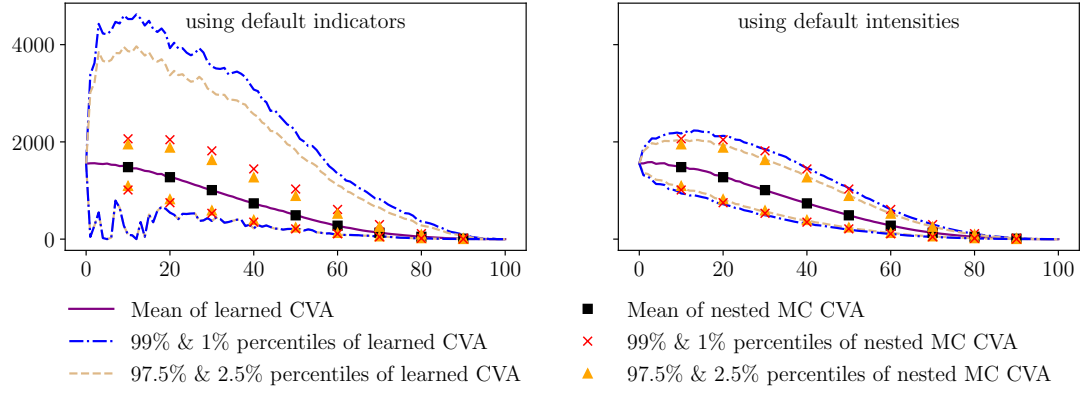 using default indicators
using default intensities
4000
2000
0
0
20
40
60
80
100
0
20
40
60
80
100
Mean of learned CVA
99% & 1% percentiles of learned CVA
97.5% & 2.5% percentiles of learned CVA
Mean of nested MC CVA
99% & 1% percentiles of nested MC CVA
97.5% & 2.5% percentiles of nested MC CVA